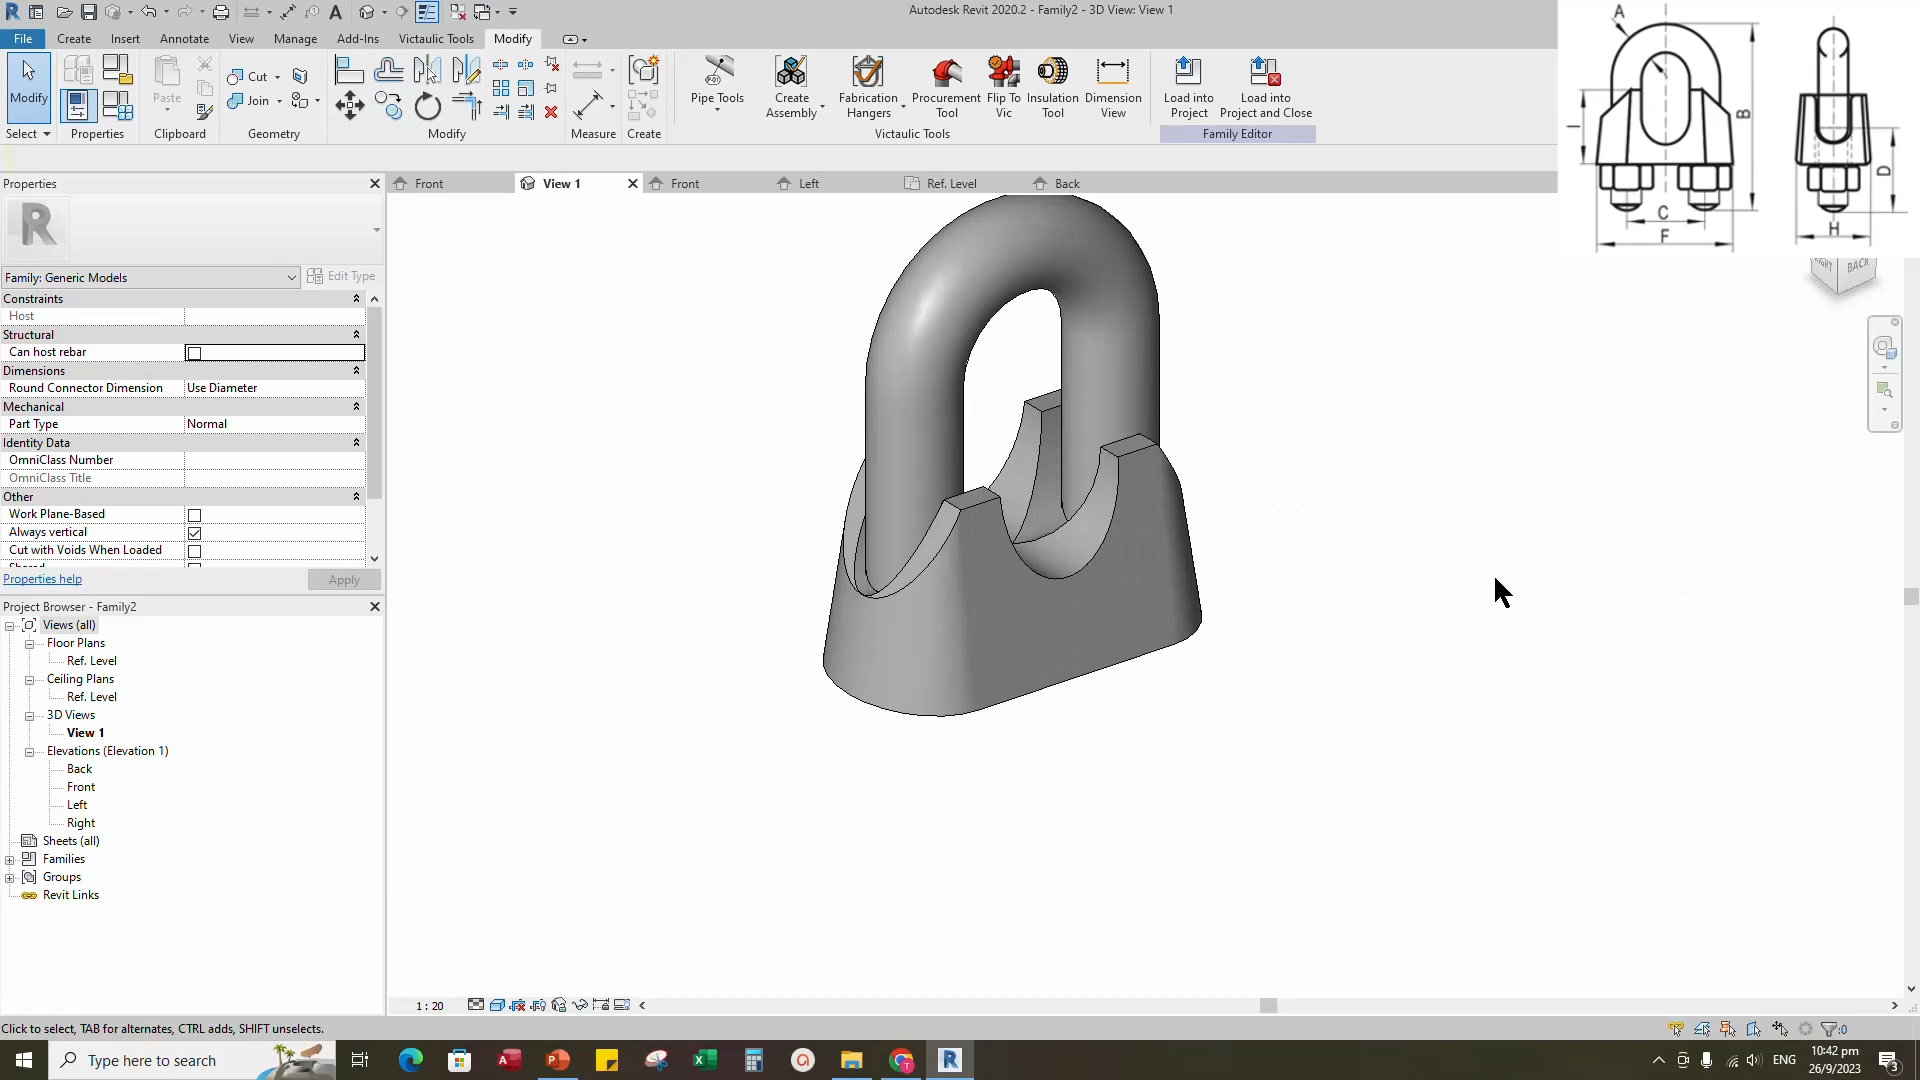 Autodesk Revit 2020.2 - Family2 - 3D View: View 1
File Create Insert Annotate View Manage Add-Ins Victaulic Tools Modify
Modify
Paste
Cut
Join
Pipe Tools
Create Assembly
Fabrication Hangers
Procurement Tool
Flip To Vic
Insulation Tool
Dimension View
Load into Project
Load into Project and Close
Select Properties Clipboard Geometry Modify Measure Create Victaulic Tools Family Editor
Properties
Front View 1 Front Left Ref. Level Back
Family: Generic Models Edit Type
Constraints
Host
Structural
Can host rebar
Dimensions
Round Connector Dimension Use Diameter
Mechanical
Part Type Normal
Identity Data
OmniClass Number
OmniClass Title
Other
Work Plane-Based
Always vertical
Cut with Voids When Loaded
Properties help Apply
Project Browser - Family2
Views (all)
Floor Plans
Ref. Level
Ceiling Plans
Ref. Level
3D Views
View 1
Elevations (Elevation 1)
Back
Front
Left
Right
Sheets (all)
Families
Groups
Revit Links
A
B
I
D
C
F
H
BACK
1 : 20
Click to select, TAB for alternates, CTRL adds, SHIFT unselects.
:0
Type here to search
ENG
10:42 pm
26/9/2023
3